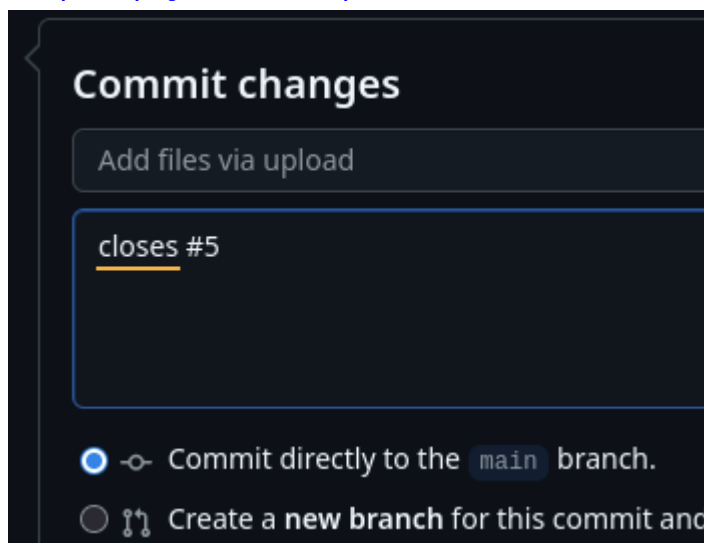 Commit changes
Add files via upload
closes #5
Commit directly to the main branch.
Create a new branch for this commit and